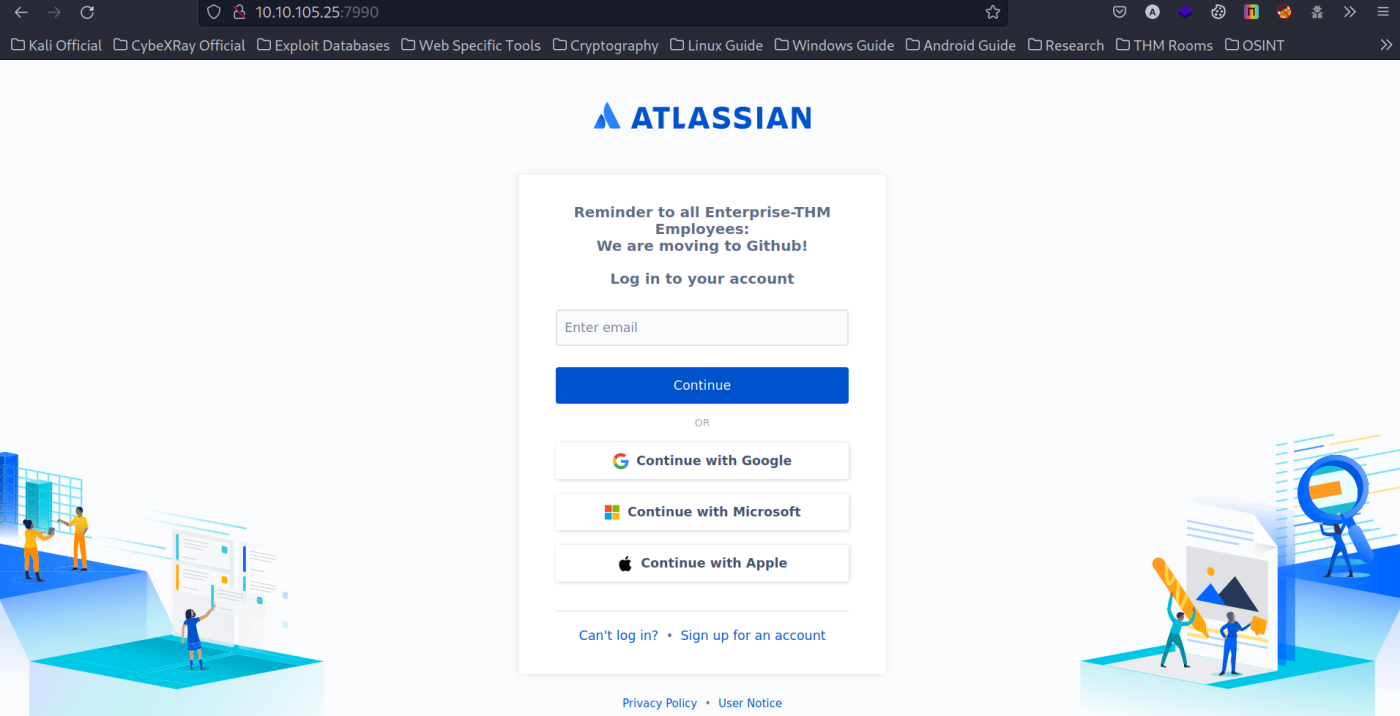 10.10.105.25:7990
Kali Official CybeXRay Official Exploit Databases Web Specific Tools Cryptography Linux Guide Windows Guide Android Guide Research THM Rooms OSINT
ATLASSIAN
Reminder to all Enterprise-THM
Employees:
We are moving to Github!
Log in to your account
Enter email
Continue
OR
Continue with Google
Continue with Microsoft
Continue with Apple
Can't log in? • Sign up for an account
Privacy Policy • User Notice